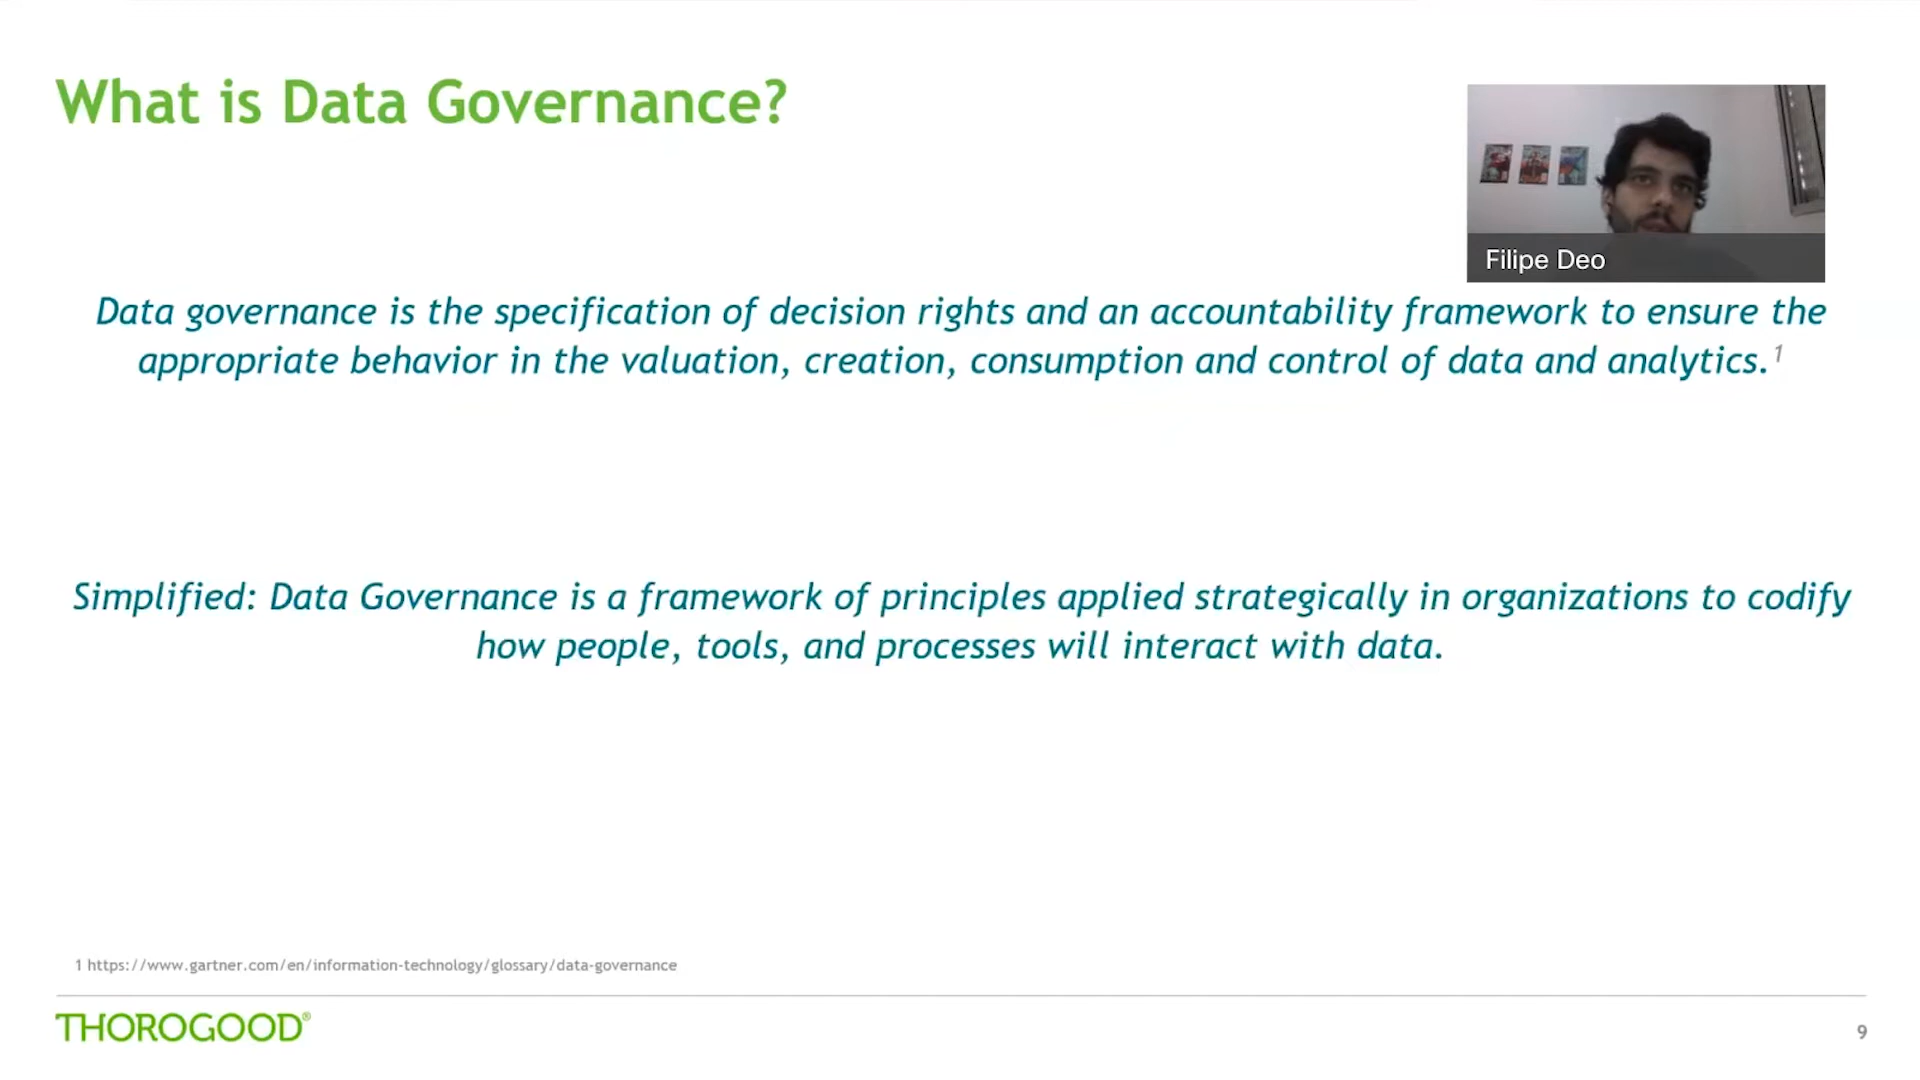 What is Data Governance?
Filipe Deo
Data governance is the specification of decision rights and an accountability framework to ensure the
appropriate behavior in the valuation, creation, consumption and control of data and analytics.¹
Simplified: Data Governance is a framework of principles applied strategically in organizations to codify
how people, tools, and processes will interact with data.
1 https://www.gartner.com/en/information-technology/glossary/data-governance
THOROGOOD®
9